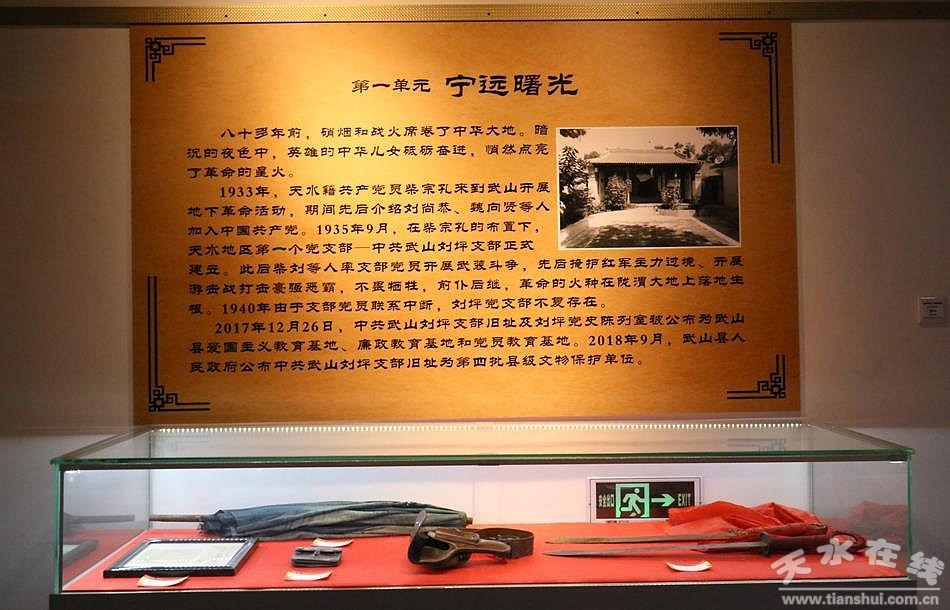 第一单元 宁远曙光
八十多年前，硝烟和战火席卷了中华大地。暗
沉的夜色中，英雄的中华儿女砥砺奋进，悄然点亮
了革命的星火。
1933年，天水籍共产党员柴宗孔来到武山开展
地下革命活动，期间先后介绍刘尚恭、魏向贤等人
加入中国共产党。1935年9月，在柴宗孔的布置下，
天水地区第一个党支部—中共武山刘坪支部正式
建立。此后柴刘等人率支部党员开展武装斗争，先后掩护红军主力过境、开展
游击战打击豪强恶霸，不畏牺牲，前仆后继，革命的火种在陇渭大地上落地生
根。1940年由于支部党员联系中断，刘坪党支部不复存在。
2017年12月26日，中共武山刘坪支部旧址及刘坪党史陈列室被公布为武山
县爱国主义教育基地、廉政教育基地和党员教育基地。2018年9月，武山县人
民政府公布中共武山刘坪支部旧址为第四批县级文物保护单位。
安全出口 EXIT
天水在线
www.tianshui.com.cn